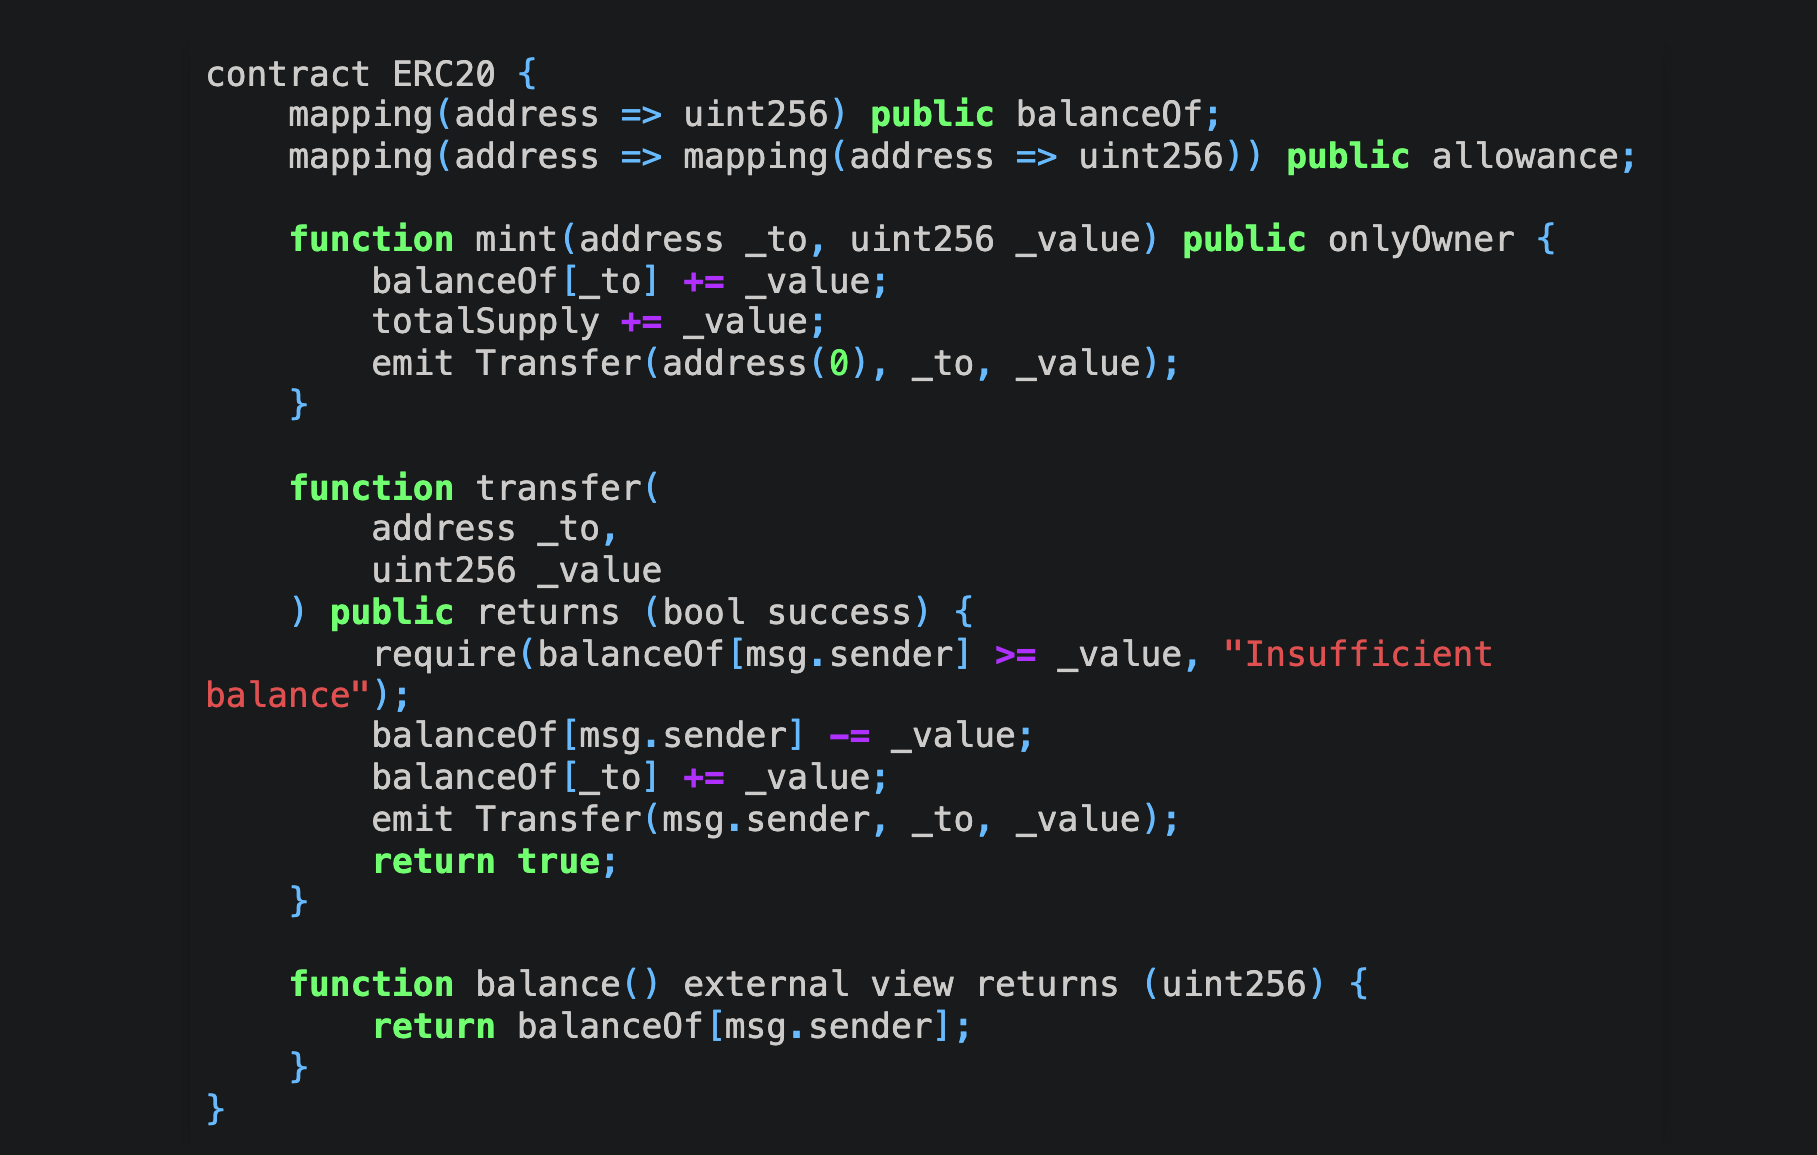 contract ERC20 {
    mapping(address => uint256) public balanceOf;
    mapping(address => mapping(address => uint256)) public allowance;

    function mint(address _to, uint256 _value) public onlyOwner {
        balanceOf[_to] += _value;
        totalSupply += _value;
        emit Transfer(address(0), _to, _value);
    }

    function transfer(
        address _to,
        uint256 _value
    ) public returns (bool success) {
        require(balanceOf[msg.sender] >= _value, "Insufficient
balance");
        balanceOf[msg.sender] -= _value;
        balanceOf[_to] += _value;
        emit Transfer(msg.sender, _to, _value);
        return true;
    }

    function balance() external view returns (uint256) {
        return balanceOf[msg.sender];
    }
}